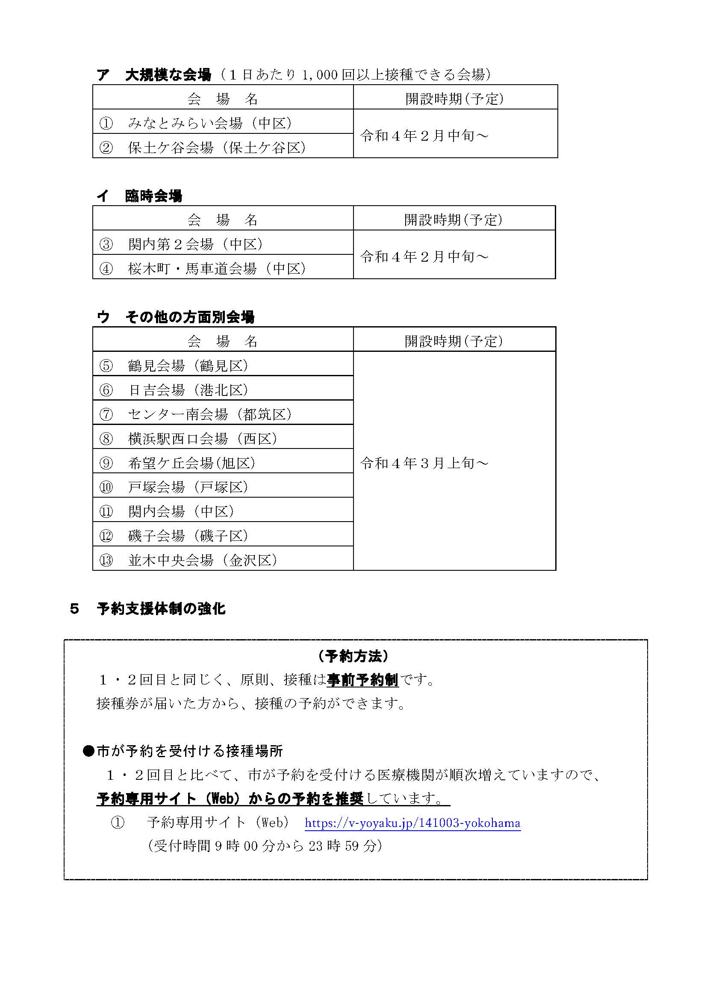 ア　大規模な会場（１日あたり 1,000 回以上接種できる会場）
会　場　名　開設時期(予定)
①　みなとみらい会場（中区）
令和４年２月中旬～
②　保土ケ谷会場（保土ケ谷区）
イ　臨時会場
会　場　名　開設時期(予定)
③　関内第２会場（中区）
令和４年２月中旬～
④　桜木町・馬車道会場（中区）
ウ　その他の方面別会場
会　場　名　開設時期(予定)
⑤　鶴見会場（鶴見区）
⑥　日吉会場（港北区）
⑦　センター南会場（都筑区）
⑧　横浜駅西口会場（西区）
⑨　希望ケ丘会場(旭区）　令和４年３月上旬～
⑩　戸塚会場（戸塚区）
⑪　関内会場（中区）
⑫　磯子会場（磯子区）
⑬　並木中央会場（金沢区）
５　予約支援体制の強化
（予約方法）
１・２回目と同じく、原則、接種は事前予約制です。
接種券が届いた方から、接種の予約ができます。
●市が予約を受付ける接種場所
１・２回目と比べて、市が予約を受付ける医療機関が順次増えていますので、
予約専用サイト（Web）からの予約を推奨しています。
①　予約専用サイト（Web）　https://v-yoyaku.jp/141003-yokohama
（受付時間 9 時 00 分から 23 時 59 分）